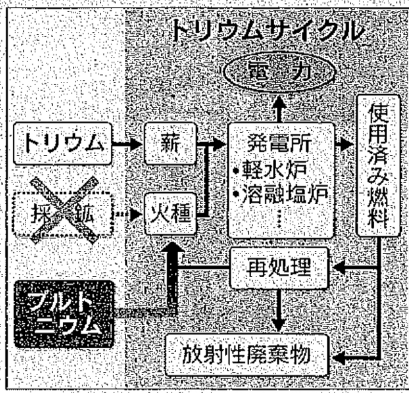 トリウムサイクル
電力
トリウム
薪
発電所
・軽水炉
・溶融塩炉
⋮
使用済み燃料
採鉱
火種
再処理
プルト
ニウム
放射性廃棄物